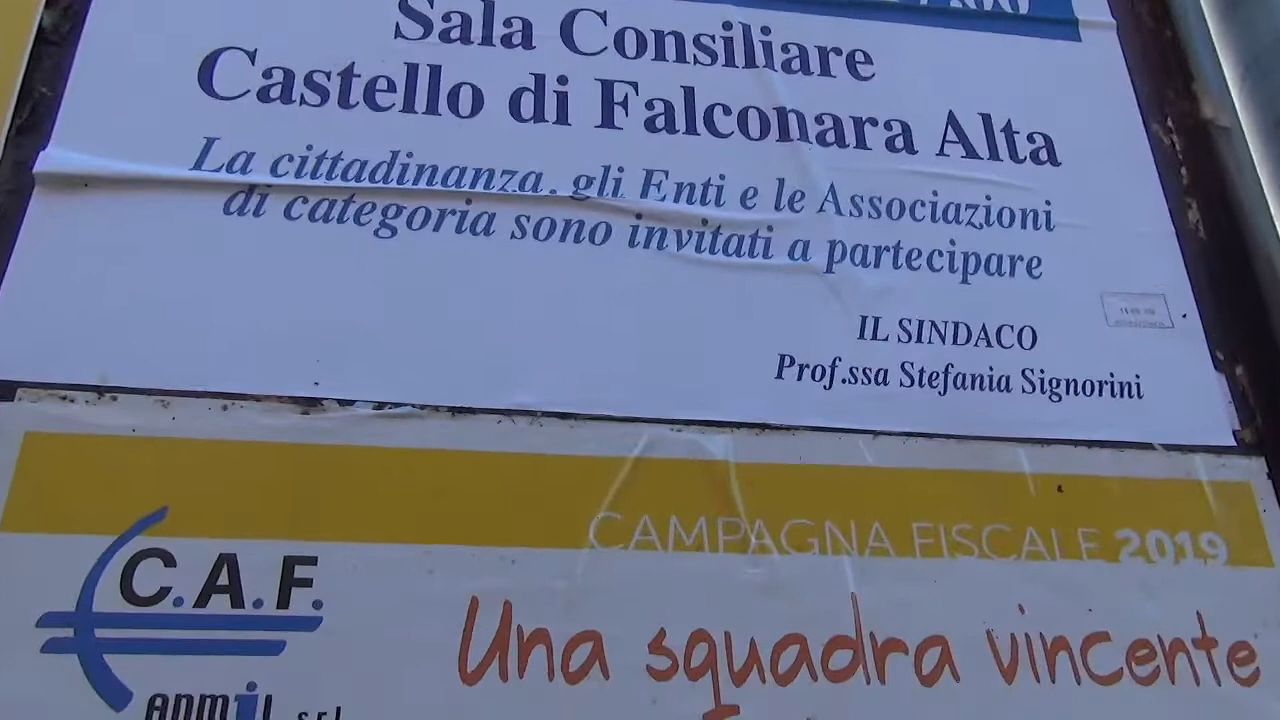 Sala Consiliare
Castello di Falconara Alta
La cittadinanza, gli Enti e le Associazioni
di categoria sono invitati a partecipare
IL SINDACO
Prof.ssa Stefania Signorini
CAMPAGNA FISCALE 2019
C.A.F.
anmil s.r.l.
Una squadra vincente